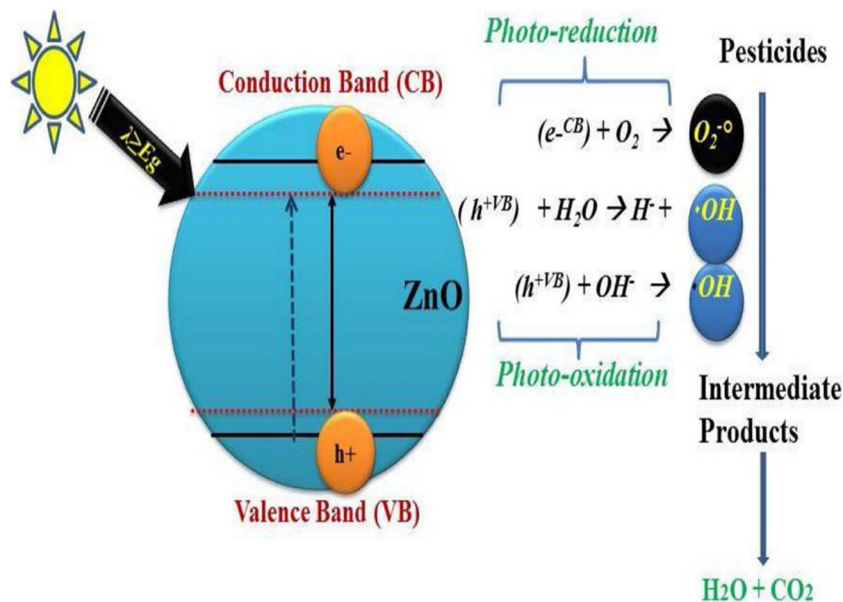 Photo-reduction
Pesticides
Conduction Band (CB)
λ≥Eg
e-
(e-CB) + O2 → O2-°
(h+VB) + H2O → H- + ·OH
ZnO
(h+VB) + OH- → ·OH
Photo-oxidation
Intermediate
Products
h+
Valence Band (VB)
H2O + CO2